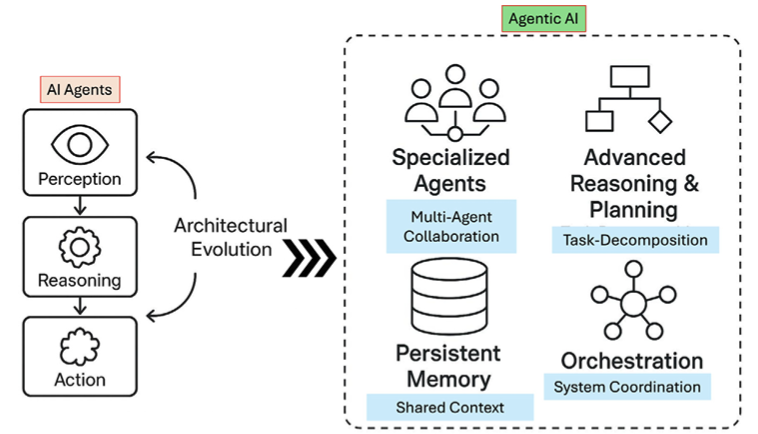 Agentic AI
AI Agents
Perception
Reasoning
Action
Architectural
Evolution
Specialized
Agents
Multi-Agent
Collaboration
Advanced
Reasoning &
Planning
Task-Decomposition
Persistent
Memory
Shared Context
Orchestration
System Coordination